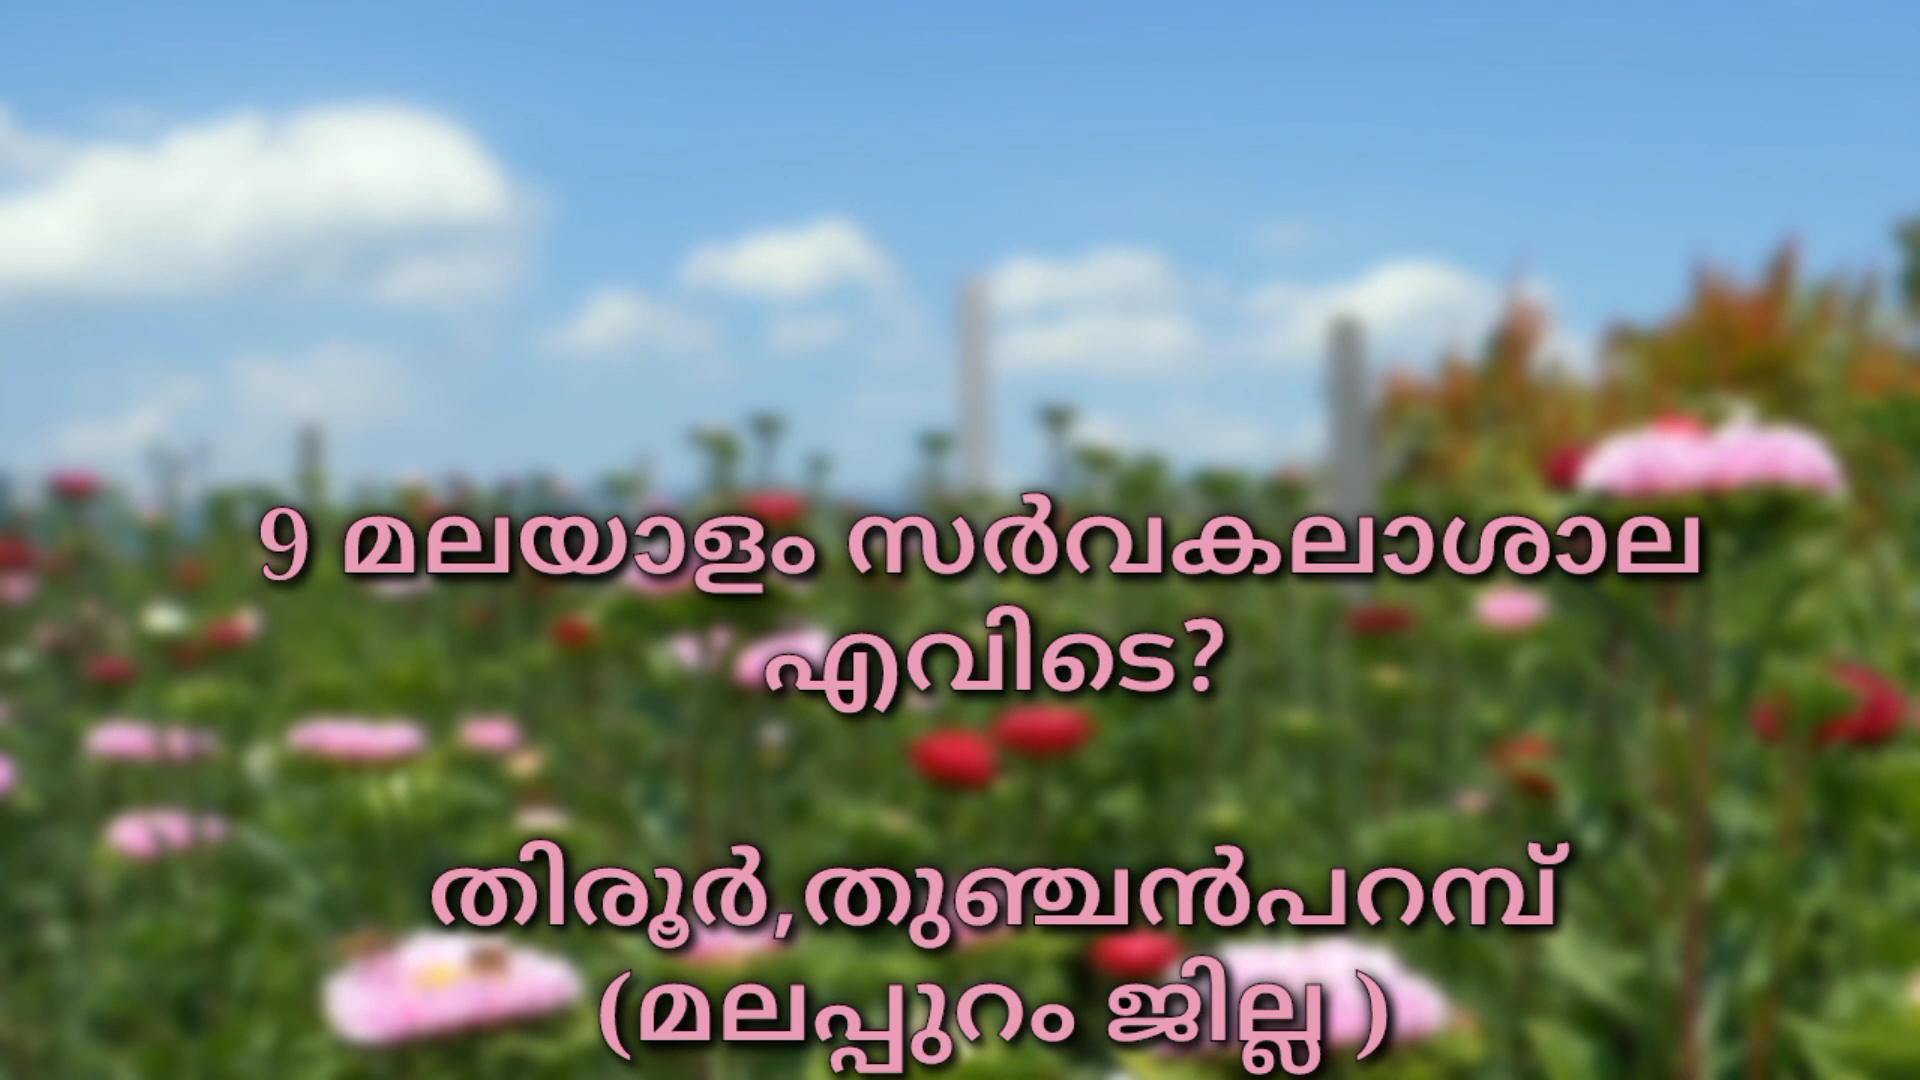 9 മലയാളം സർവകലാശാല
എവിടെ?
തിരൂർ,തുഞ്ചൻപറമ്പ്
(മലപ്പുറം ജില്ല )